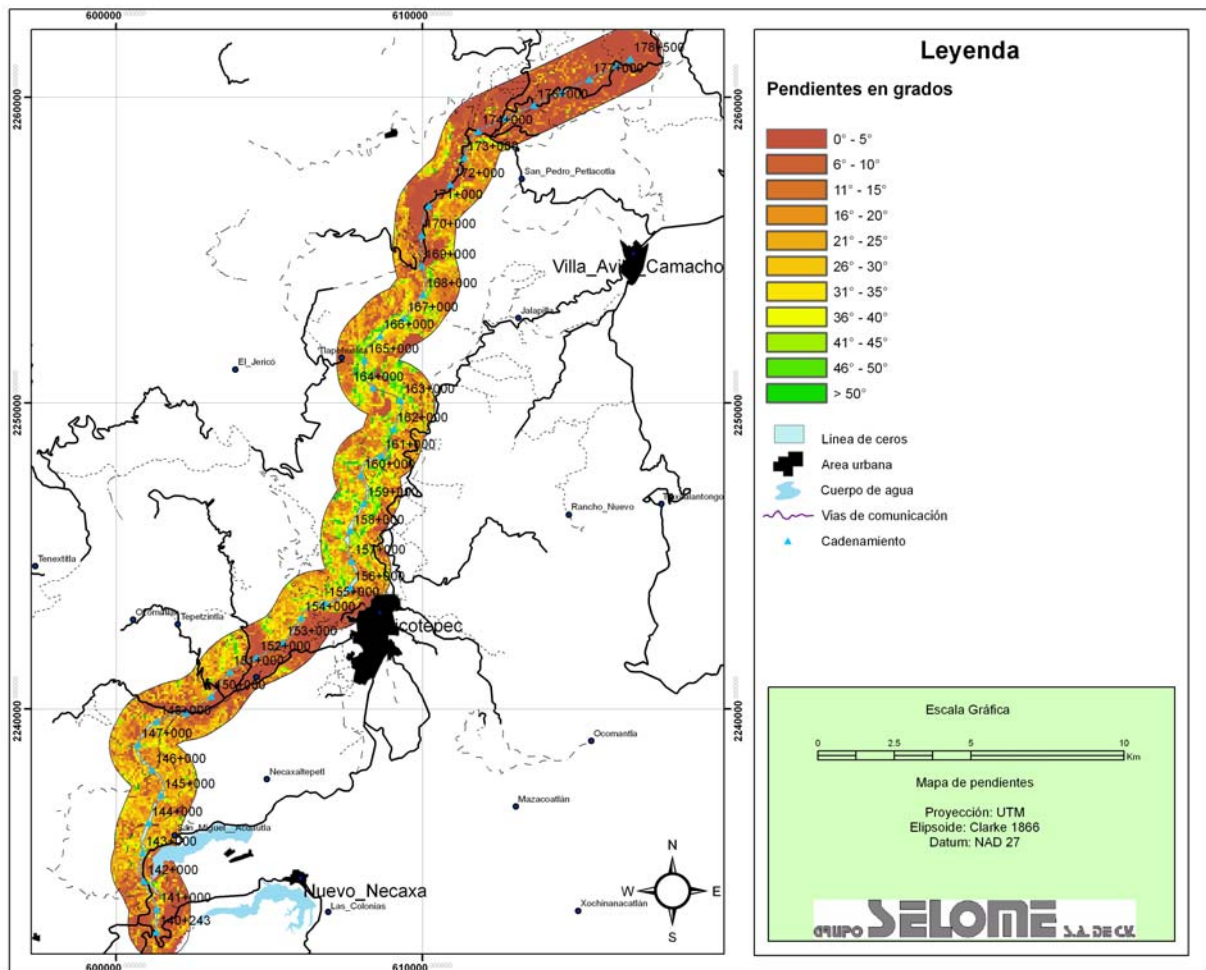 600000
610000
178+500
177+000
176+000
174+000
173+000
172+000
171+000
170+000
169+000
168+000
167+000
166+000
165+000
164+000
163+000
162+000
161+000
160+000
159+000
158+000
157+000
156+000
155+000
154+000
153+000
152+000
151+000
150+000
148+000
147+000
146+000
145+000
144+000
143+000
142+000
141+000
140+243
2260000
2250000
2240000
2260000
2250000
2240000
San_Pedro_Petlacotla
Villa_Avila_Camacho
Jalapilla
El_Jericó
Rancho_Nuevo
Tenextitla
Tepetzintla
icotepec
Ocomantla
Necaxaltepetl
Mazacoatlán
Nuevo_Necaxa
Las_Colonias
Xochinanacatlán
N
W
E
S
600000
610000
Leyenda
Pendientes en grados
0° - 5°
6° - 10°
11° - 15°
16° - 20°
21° - 25°
26° - 30°
31° - 35°
36° - 40°
41° - 45°
46° - 50°
> 50°
Línea de ceros
Area urbana
Cuerpo de agua
Vias de comunicación
Cadenamiento
Escala Gráfica
0 2.5 5 10
Km
Mapa de pendientes
Proyección: UTM
Elipsoide: Clarke 1866
Datum: NAD 27
GRUPO SELOME S.A. DE C.V.